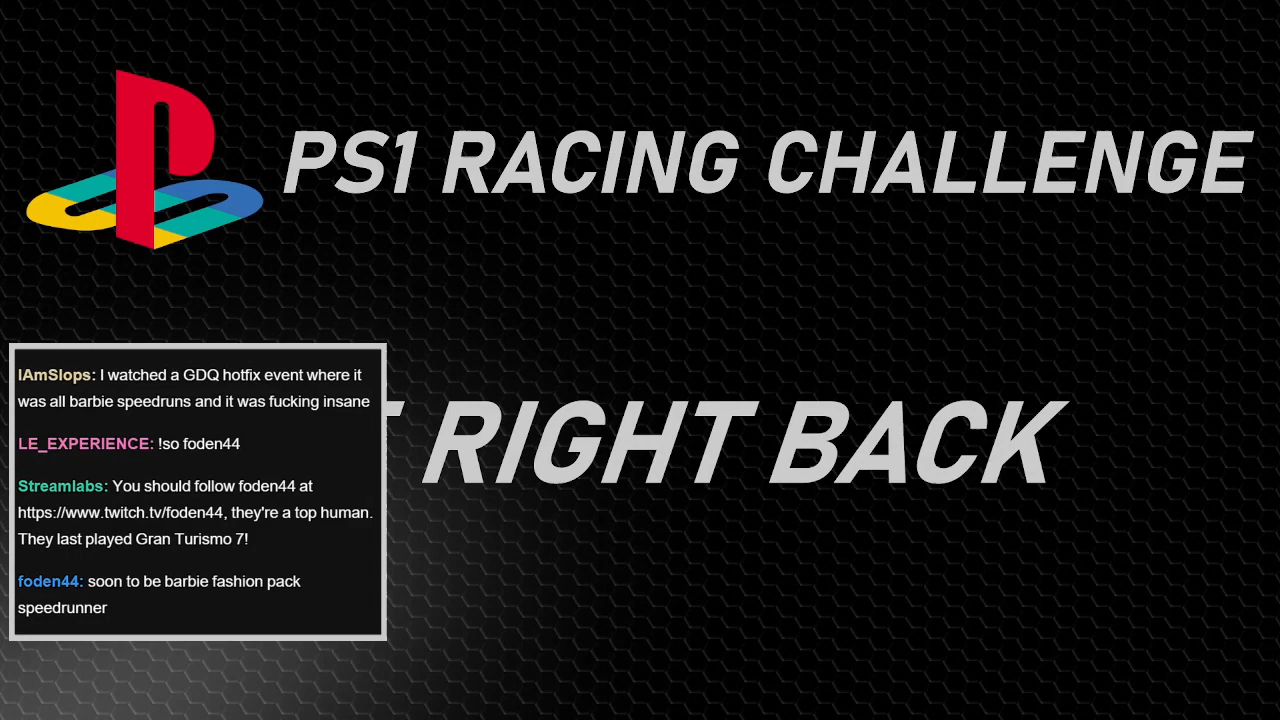 PS1 RACING CHALLENGE
RIGHT BACK
IAmSlops: I watched a GDQ hotfix event where it
was all barbie speedruns and it was fucking insane
LE_EXPERIENCE: !so foden44
Streamlabs: You should follow foden44 at
https://www.twitch.tv/foden44, they're a top human.
They last played Gran Turismo 7!
foden44: soon to be barbie fashion pack
speedrunner